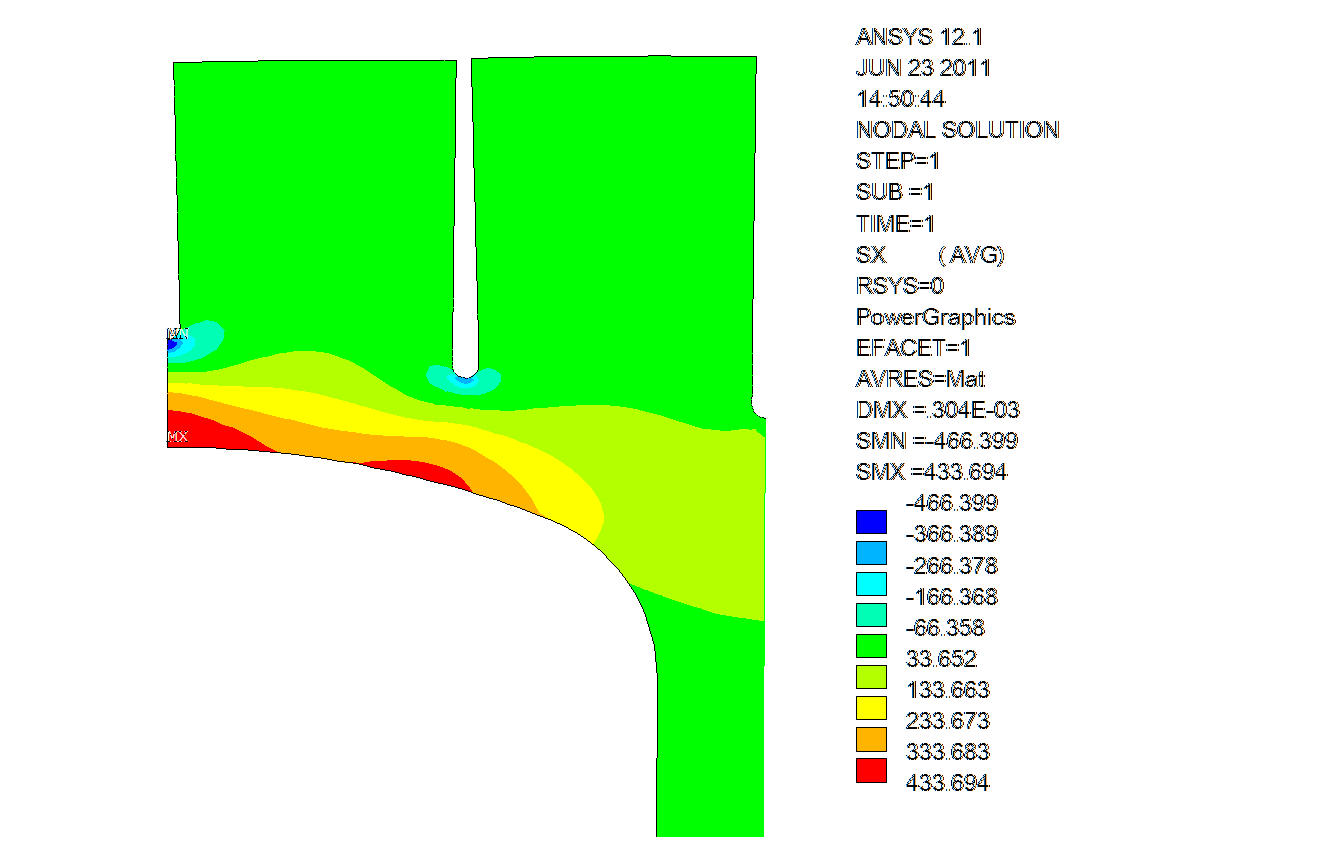 ANSYS 12.1
JUN 23 2011
14:50:44
NODAL SOLUTION
STEP=1
SUB =1
TIME=1
SX (AVG)
RSYS=0
PowerGraphics
EFACET=1
AVRES=Mat
DMX =.304E-03
SMN =-466.399
SMX =433.694
-466.399
-366.389
-266.378
-166.368
-66.358
33.652
133.663
233.673
333.683
433.694
MX